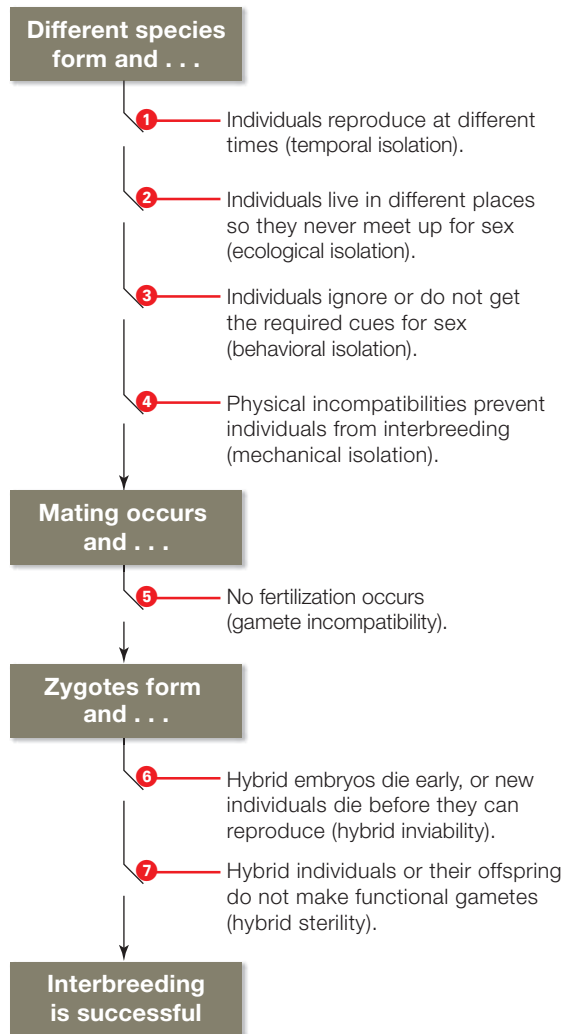 Different species
form and . . .
1 Individuals reproduce at different
times (temporal isolation).
2 Individuals live in different places
so they never meet up for sex
(ecological isolation).
3 Individuals ignore or do not get
the required cues for sex
(behavioral isolation).
4 Physical incompatibilities prevent
individuals from interbreeding
(mechanical isolation).
Mating occurs
and . . .
5 No fertilization occurs
(gamete incompatibility).
Zygotes form
and . . .
6 Hybrid embryos die early, or new
individuals die before they can
reproduce (hybrid inviability).
7 Hybrid individuals or their offspring
do not make functional gametes
(hybrid sterility).
Interbreeding
is successful